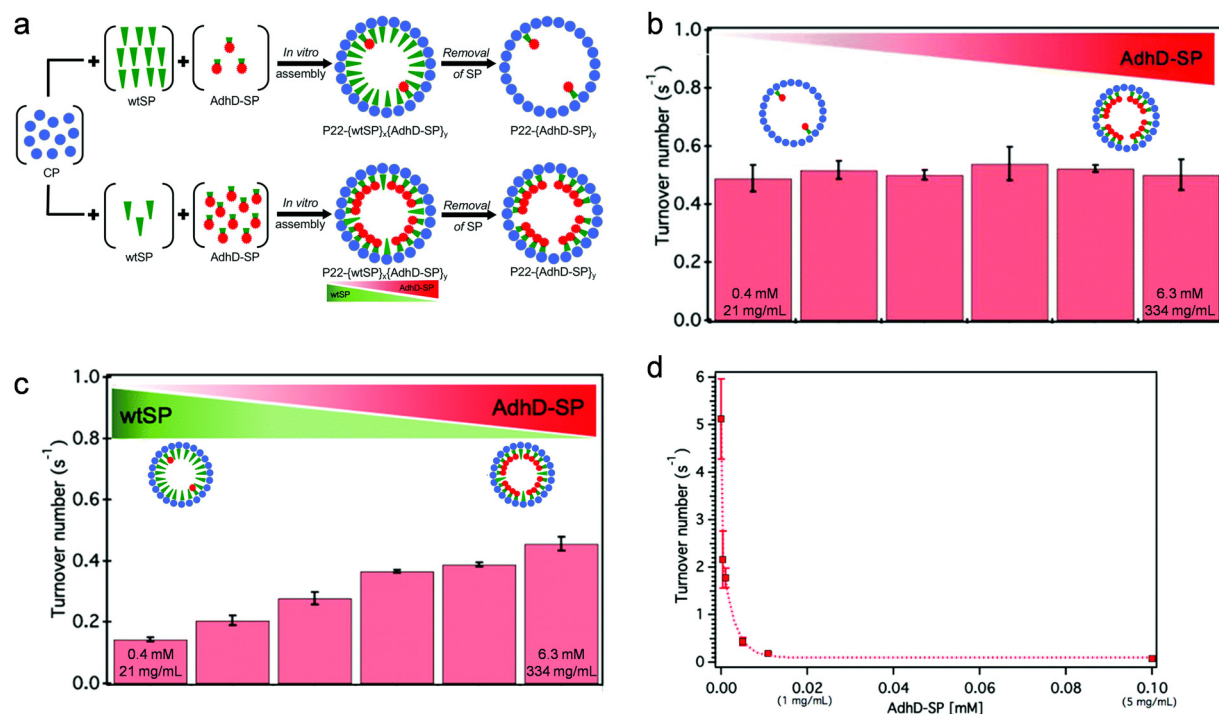 a
CP
+
wtSP
+
AdhD-SP
In vitro
assembly
P22-{wtSP}x{AdhD-SP}y
Removal
of SP
P22-{AdhD-SP}y
+
wtSP
+
AdhD-SP
In vitro
assembly
P22-{wtSP}x{AdhD-SP}y
wtSP
AdhD-SP
Removal
of SP
P22-{AdhD-SP}y
b
Turnover number (s-1)
1.0
0.8
0.6
0.4
0.2
0.0
AdhD-SP
0.4 mM
21 mg/mL
6.3 mM
334 mg/mL
c
Turnover number (s-1)
1.0
0.8
0.6
0.4
0.2
0.0
wtSP
AdhD-SP
0.4 mM
21 mg/mL
6.3 mM
334 mg/mL
d
Turnover number (s-1)
6
5
4
3
2
1
0
0.00 0.02 0.04 0.06 0.08 0.10
(1 mg/mL) (5 mg/mL)
AdhD-SP [mM]